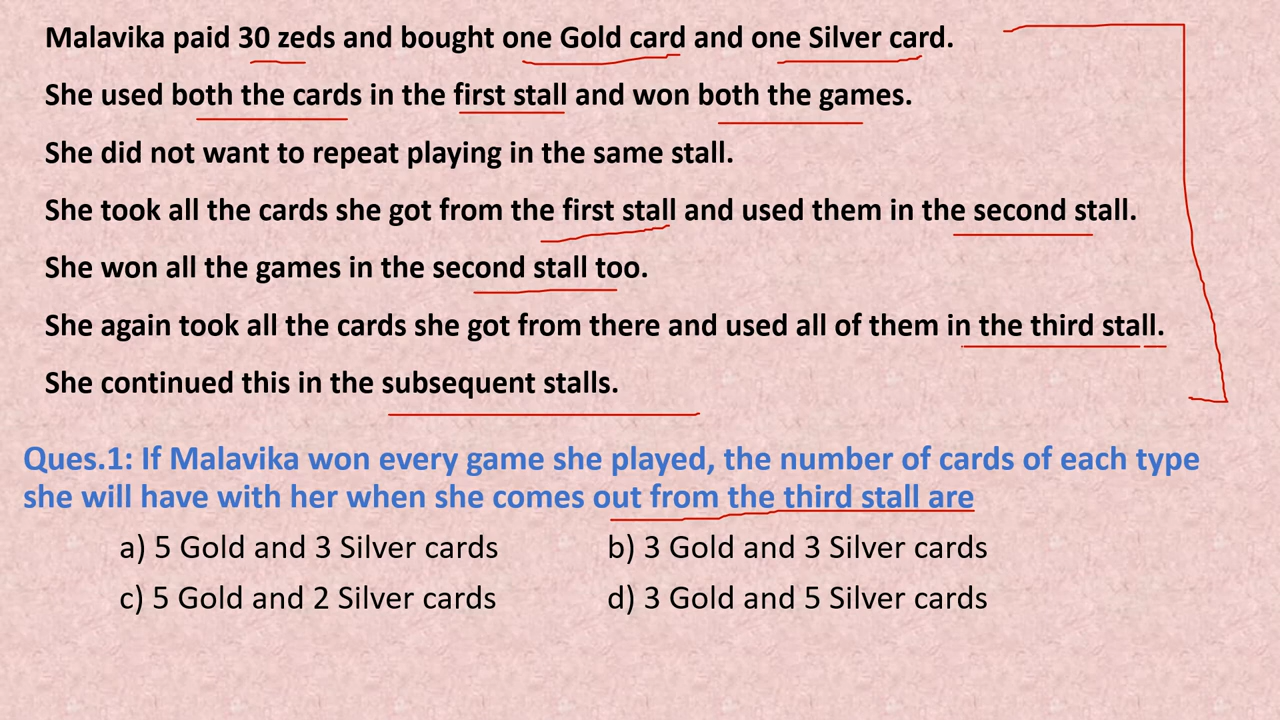 Malavika paid 30 zeds and bought one Gold card and one Silver card.
She used both the cards in the first stall and won both the games.
She did not want to repeat playing in the same stall.
She took all the cards she got from the first stall and used them in the second stall.
She won all the games in the second stall too.
She again took all the cards she got from there and used all of them in the third stall.
She continued this in the subsequent stalls.
Ques.1: If Malavika won every game she played, the number of cards of each type
she will have with her when she comes out from the third stall are
a) 5 Gold and 3 Silver cards b) 3 Gold and 3 Silver cards
c) 5 Gold and 2 Silver cards d) 3 Gold and 5 Silver cards